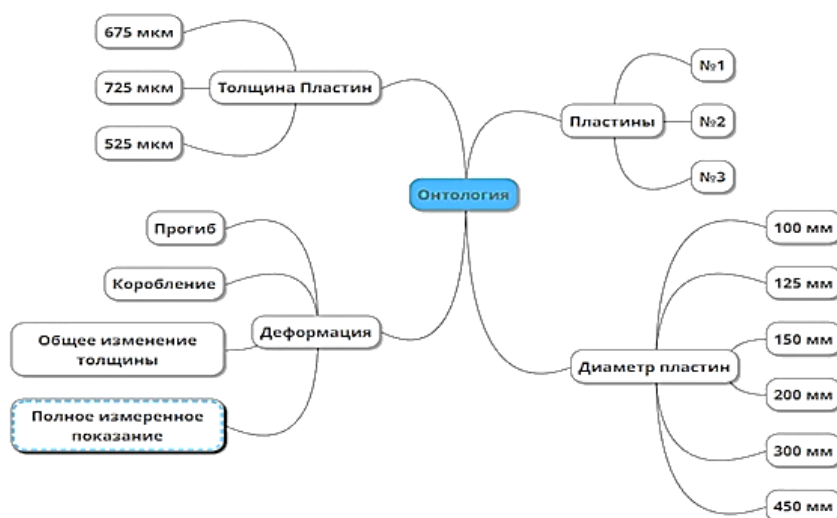 675 мкм
725 мкм
525 мкм
Толщина Пластин
Пластины
№1
№2
№3
Онтология
Прогиб
Коробление
Общее изменение
толщины
Полное измеренное
показание
Деформация
Диаметр пластин
100 мм
125 мм
150 мм
200 мм
300 мм
450 мм